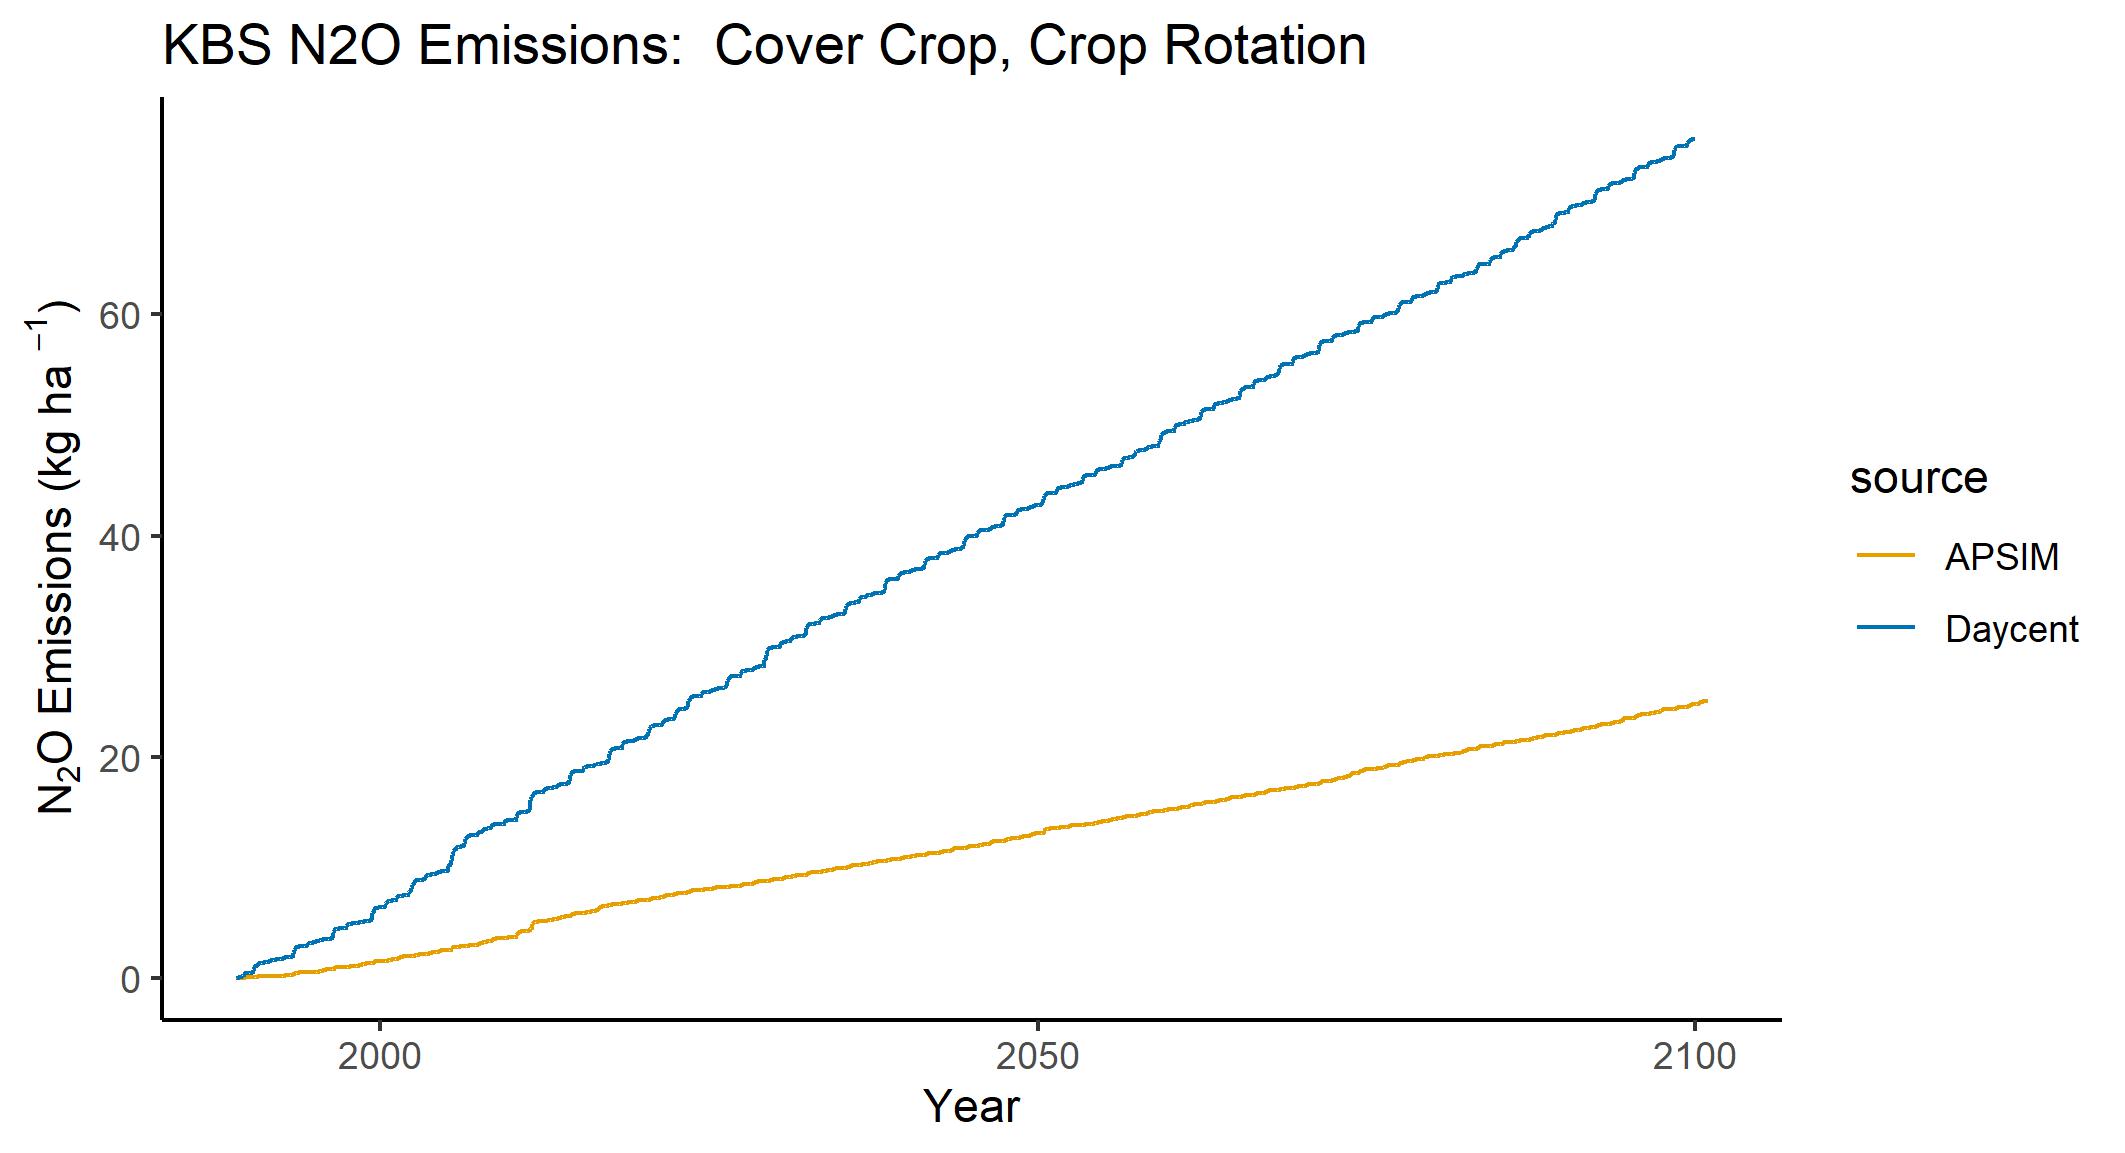 KBS N2O Emissions:  Cover Crop, Crop Rotation
N₂O Emissions (kg ha ⁻¹)
60
40
20
0
2000
2050
2100
Year
source
APSIM
Daycent